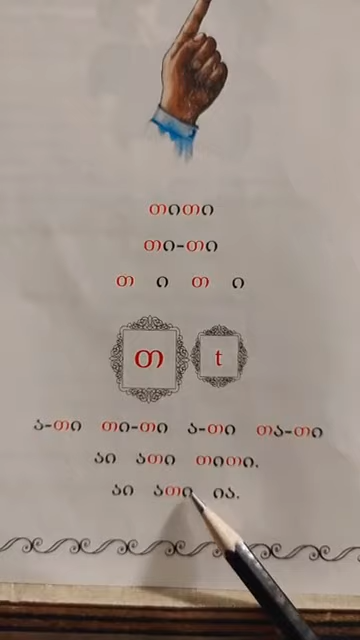 თითი
თი-თი
თ ი თ ი
თ t
ა-თი თი-თი ა-თი თა-თი
აი ათი თითი.
აი ათი ია.